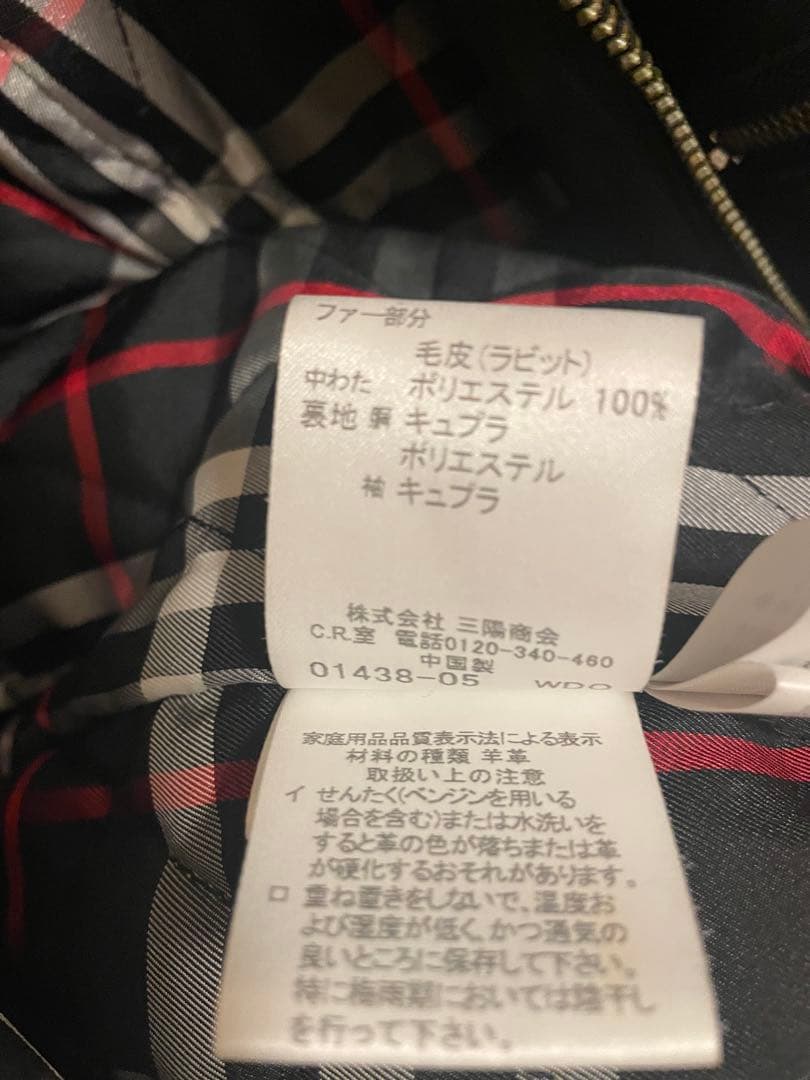 ファー部分
毛皮(ラビット)
中わた ポリエステル 100%
裏地 胴 キュプラ
ポリエステル
袖 キュプラ
株式会社 三陽商会
C.R.室 電話0120-340-460
中国製
01438-05 WDO
家庭用品品質表示法による表示
材料の種類 羊革
取扱い上の注意
イ せんたく(ベンジンを用いる
場合を含む)または水洗いを
すると革の色が落ちまたは革
が硬化するおそれがあります。
ロ 重ね置きをしないで、温度お
よび湿度が低く、かつ通気の
良いところに保存して下さい。
特に梅雨期においては陰干し
を行って下さい。